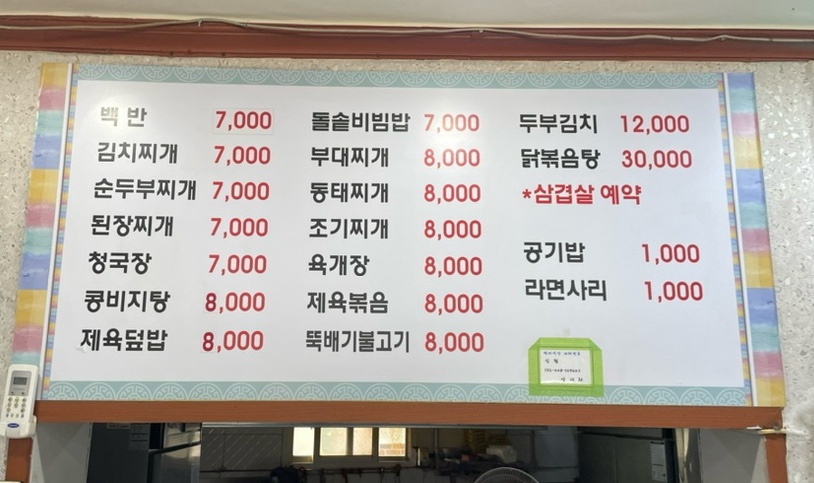 백 반 7,000
김치찌개 7,000
순두부찌개 7,000
된장찌개 7,000
청국장 7,000
콩비지탕 8,000
제육덮밥 8,000
돌솥비빔밥 7,000
부대찌개 8,000
동태찌개 8,000
조기찌개 8,000
육개장 8,000
제육볶음 8,000
뚝배기불고기 8,000
두부김치 12,000
닭볶음탕 30,000
*삼겹살 예약
공기밥 1,000
라면사리 1,000